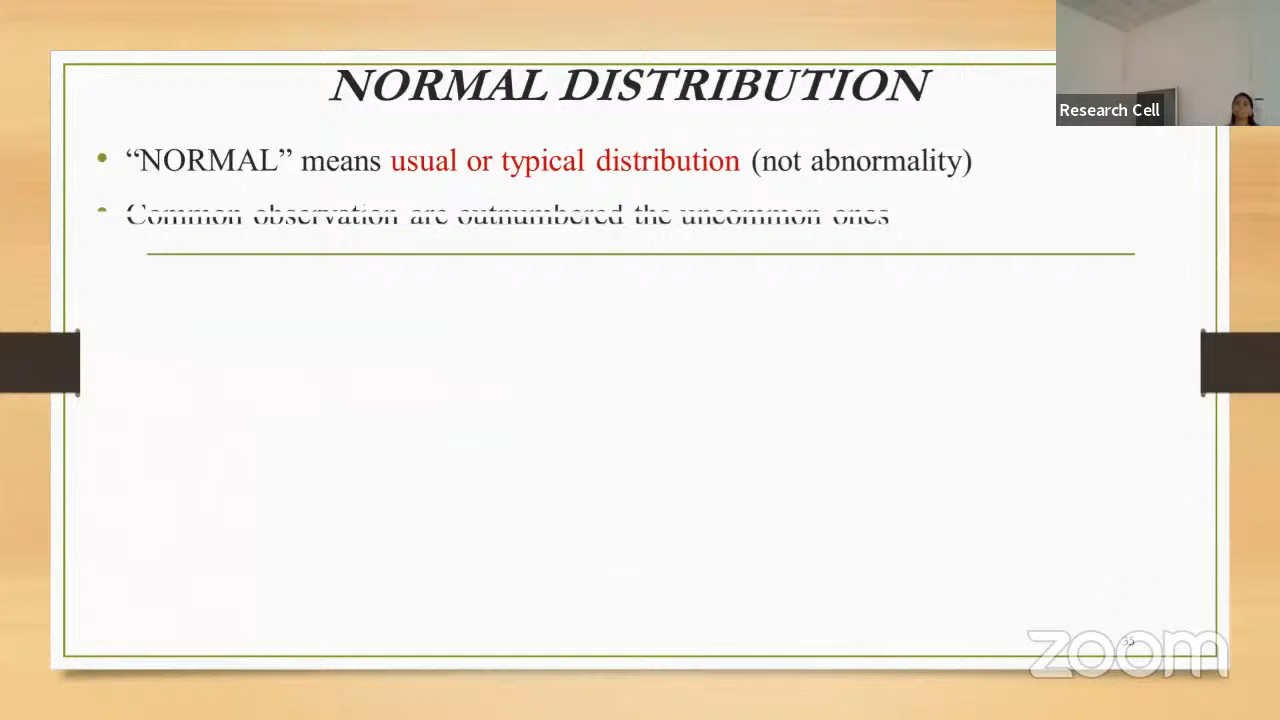 NORMAL DISTRIBUTION
Research Cell
• “NORMAL” means usual or typical distribution (not abnormality)
• Common observation are outnumbered the uncommon ones
35
zoom